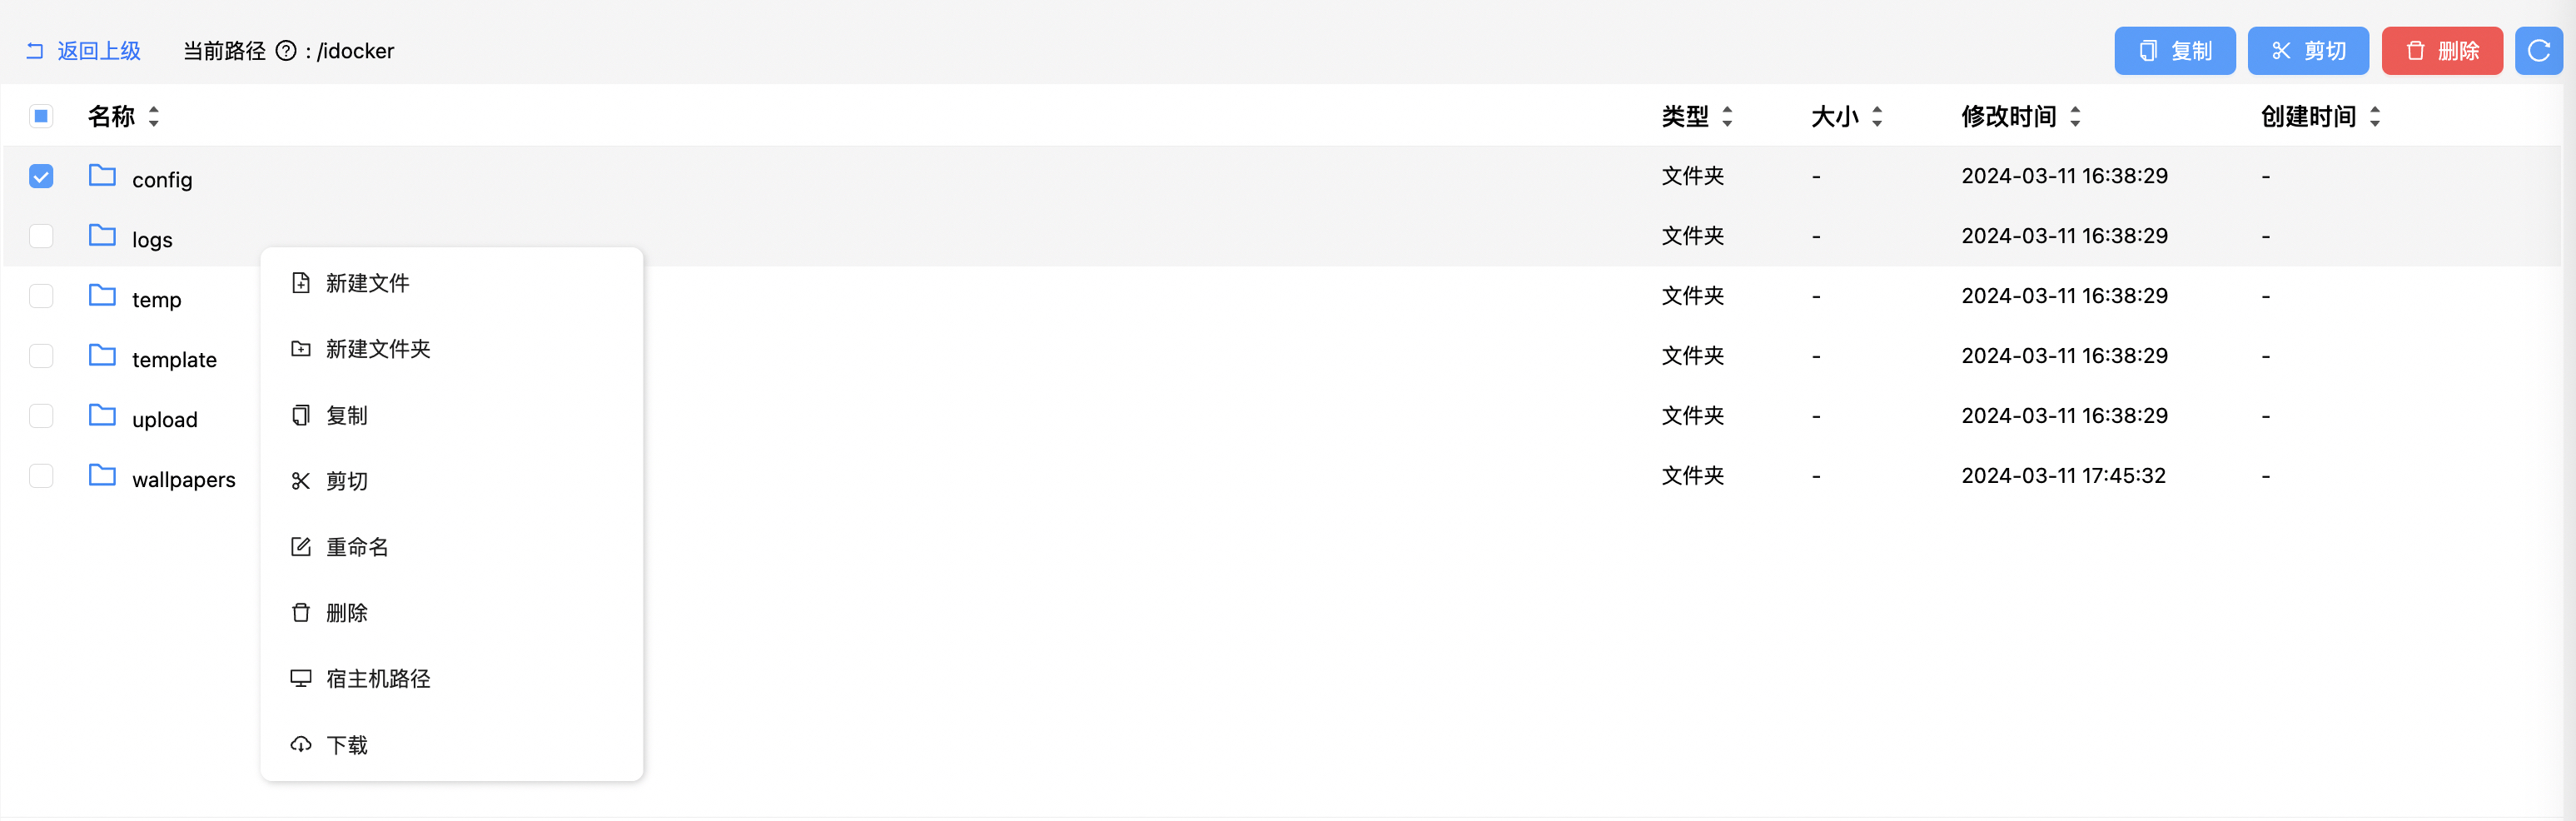 返回上级 当前路径 : /idocker 复制 剪切 删除
名称 类型 大小 修改时间 创建时间
config 文件夹 - 2024-03-11 16:38:29 -
logs 文件夹 - 2024-03-11 16:38:29 -
temp 文件夹 - 2024-03-11 16:38:29 -
template 文件夹 - 2024-03-11 16:38:29 -
upload 文件夹 - 2024-03-11 16:38:29 -
wallpapers 文件夹 - 2024-03-11 17:45:32 -
新建文件
新建文件夹
复制
剪切
重命名
删除
宿主机路径
下载